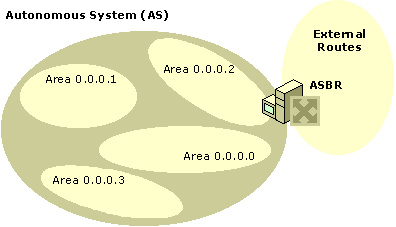 Autonomous System (AS)
External
Routes
Area 0.0.0.2
Area 0.0.0.1
ASBR
Area 0.0.0.0
Area 0.0.0.3